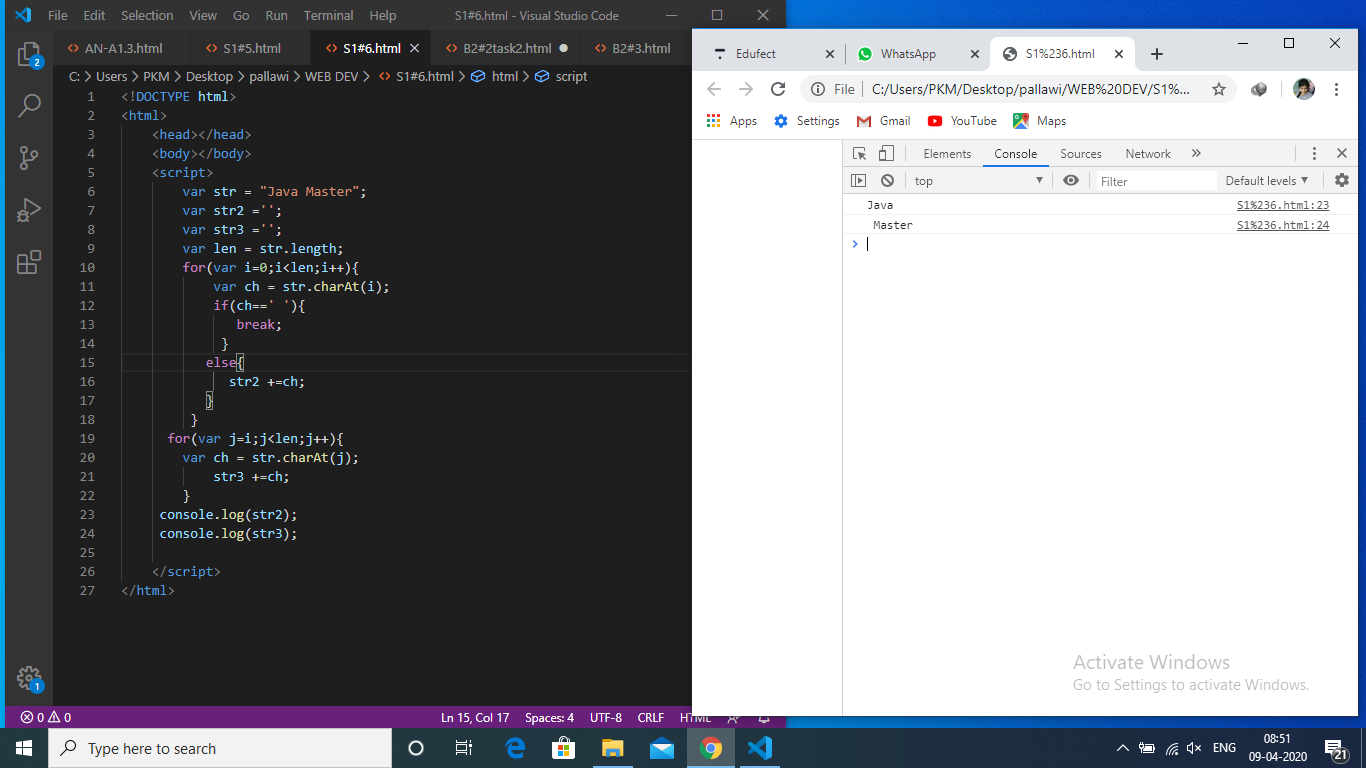 File Edit Selection View Go Run Terminal Help S1#6.html - Visual Studio Code
AN-A1.3.html S1#5.html S1#6.html B2#2task2.html B2#3.html
C: > Users > PKM > Desktop > pallawi > WEB DEV > S1#6.html > html > script
1 <!DOCTYPE html>
2 <html>
3 <head></head>
4 <body></body>
5 <script>
6 var str = "Java Master";
7 var str2 ='';
8 var str3 ='';
9 var len = str.length;
10 for(var i=0;i<len;i++){
11 var ch = str.charAt(i);
12 if(ch==' '){
13 break;
14 }
15 else{
16 str2 +=ch;
17 }
18 }
19 for(var j=i;j<len;j++){
20 var ch = str.charAt(j);
21 str3 +=ch;
22 }
23 console.log(str2);
24 console.log(str3);
25
26 </script>
27 </html>
2
1
0 0 Ln 15, Col 17 Spaces: 4 UTF-8 CRLF HTML
Edufect WhatsApp S1%236.html
File | C:/Users/PKM/Desktop/pallawi/WEB%20DEV/S1%...
Apps Settings Gmail YouTube Maps
Elements Console Sources Network »
top Filter Default levels
Java S1%236.html:23
Master S1%236.html:24
>
Activate Windows
Go to Settings to activate Windows.
Type here to search
ENG 08:51
09-04-2020
21